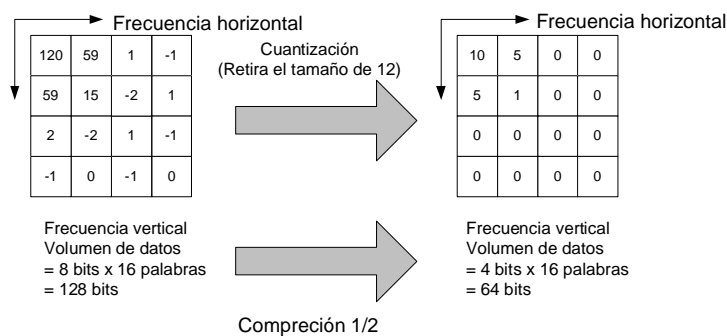 Frecuencia horizontal
120 59 1 -1
59 15 -2 1
2 -2 1 -1
-1 0 -1 0
Frecuencia vertical
Volumen de datos
= 8 bits x 16 palabras
= 128 bits
Cuantización
(Retira el tamaño de 12)
Compreción 1/2
Frecuencia horizontal
10 5 0 0
5 1 0 0
0 0 0 0
0 0 0 0
Frecuencia vertical
Volumen de datos
= 4 bits x 16 palabras
= 64 bits